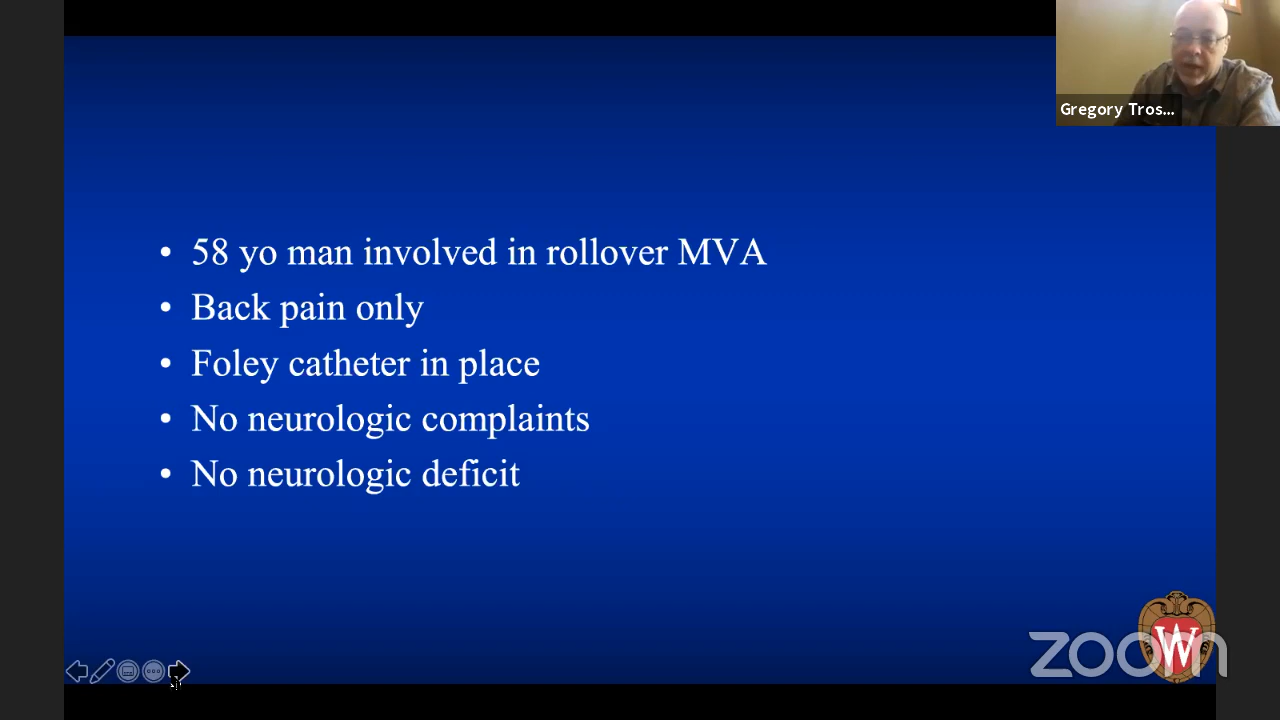 Gregory Tros...
• 58 yo man involved in rollover MVA
• Back pain only
• Foley catheter in place
• No neurologic complaints
• No neurologic deficit
W
zoom